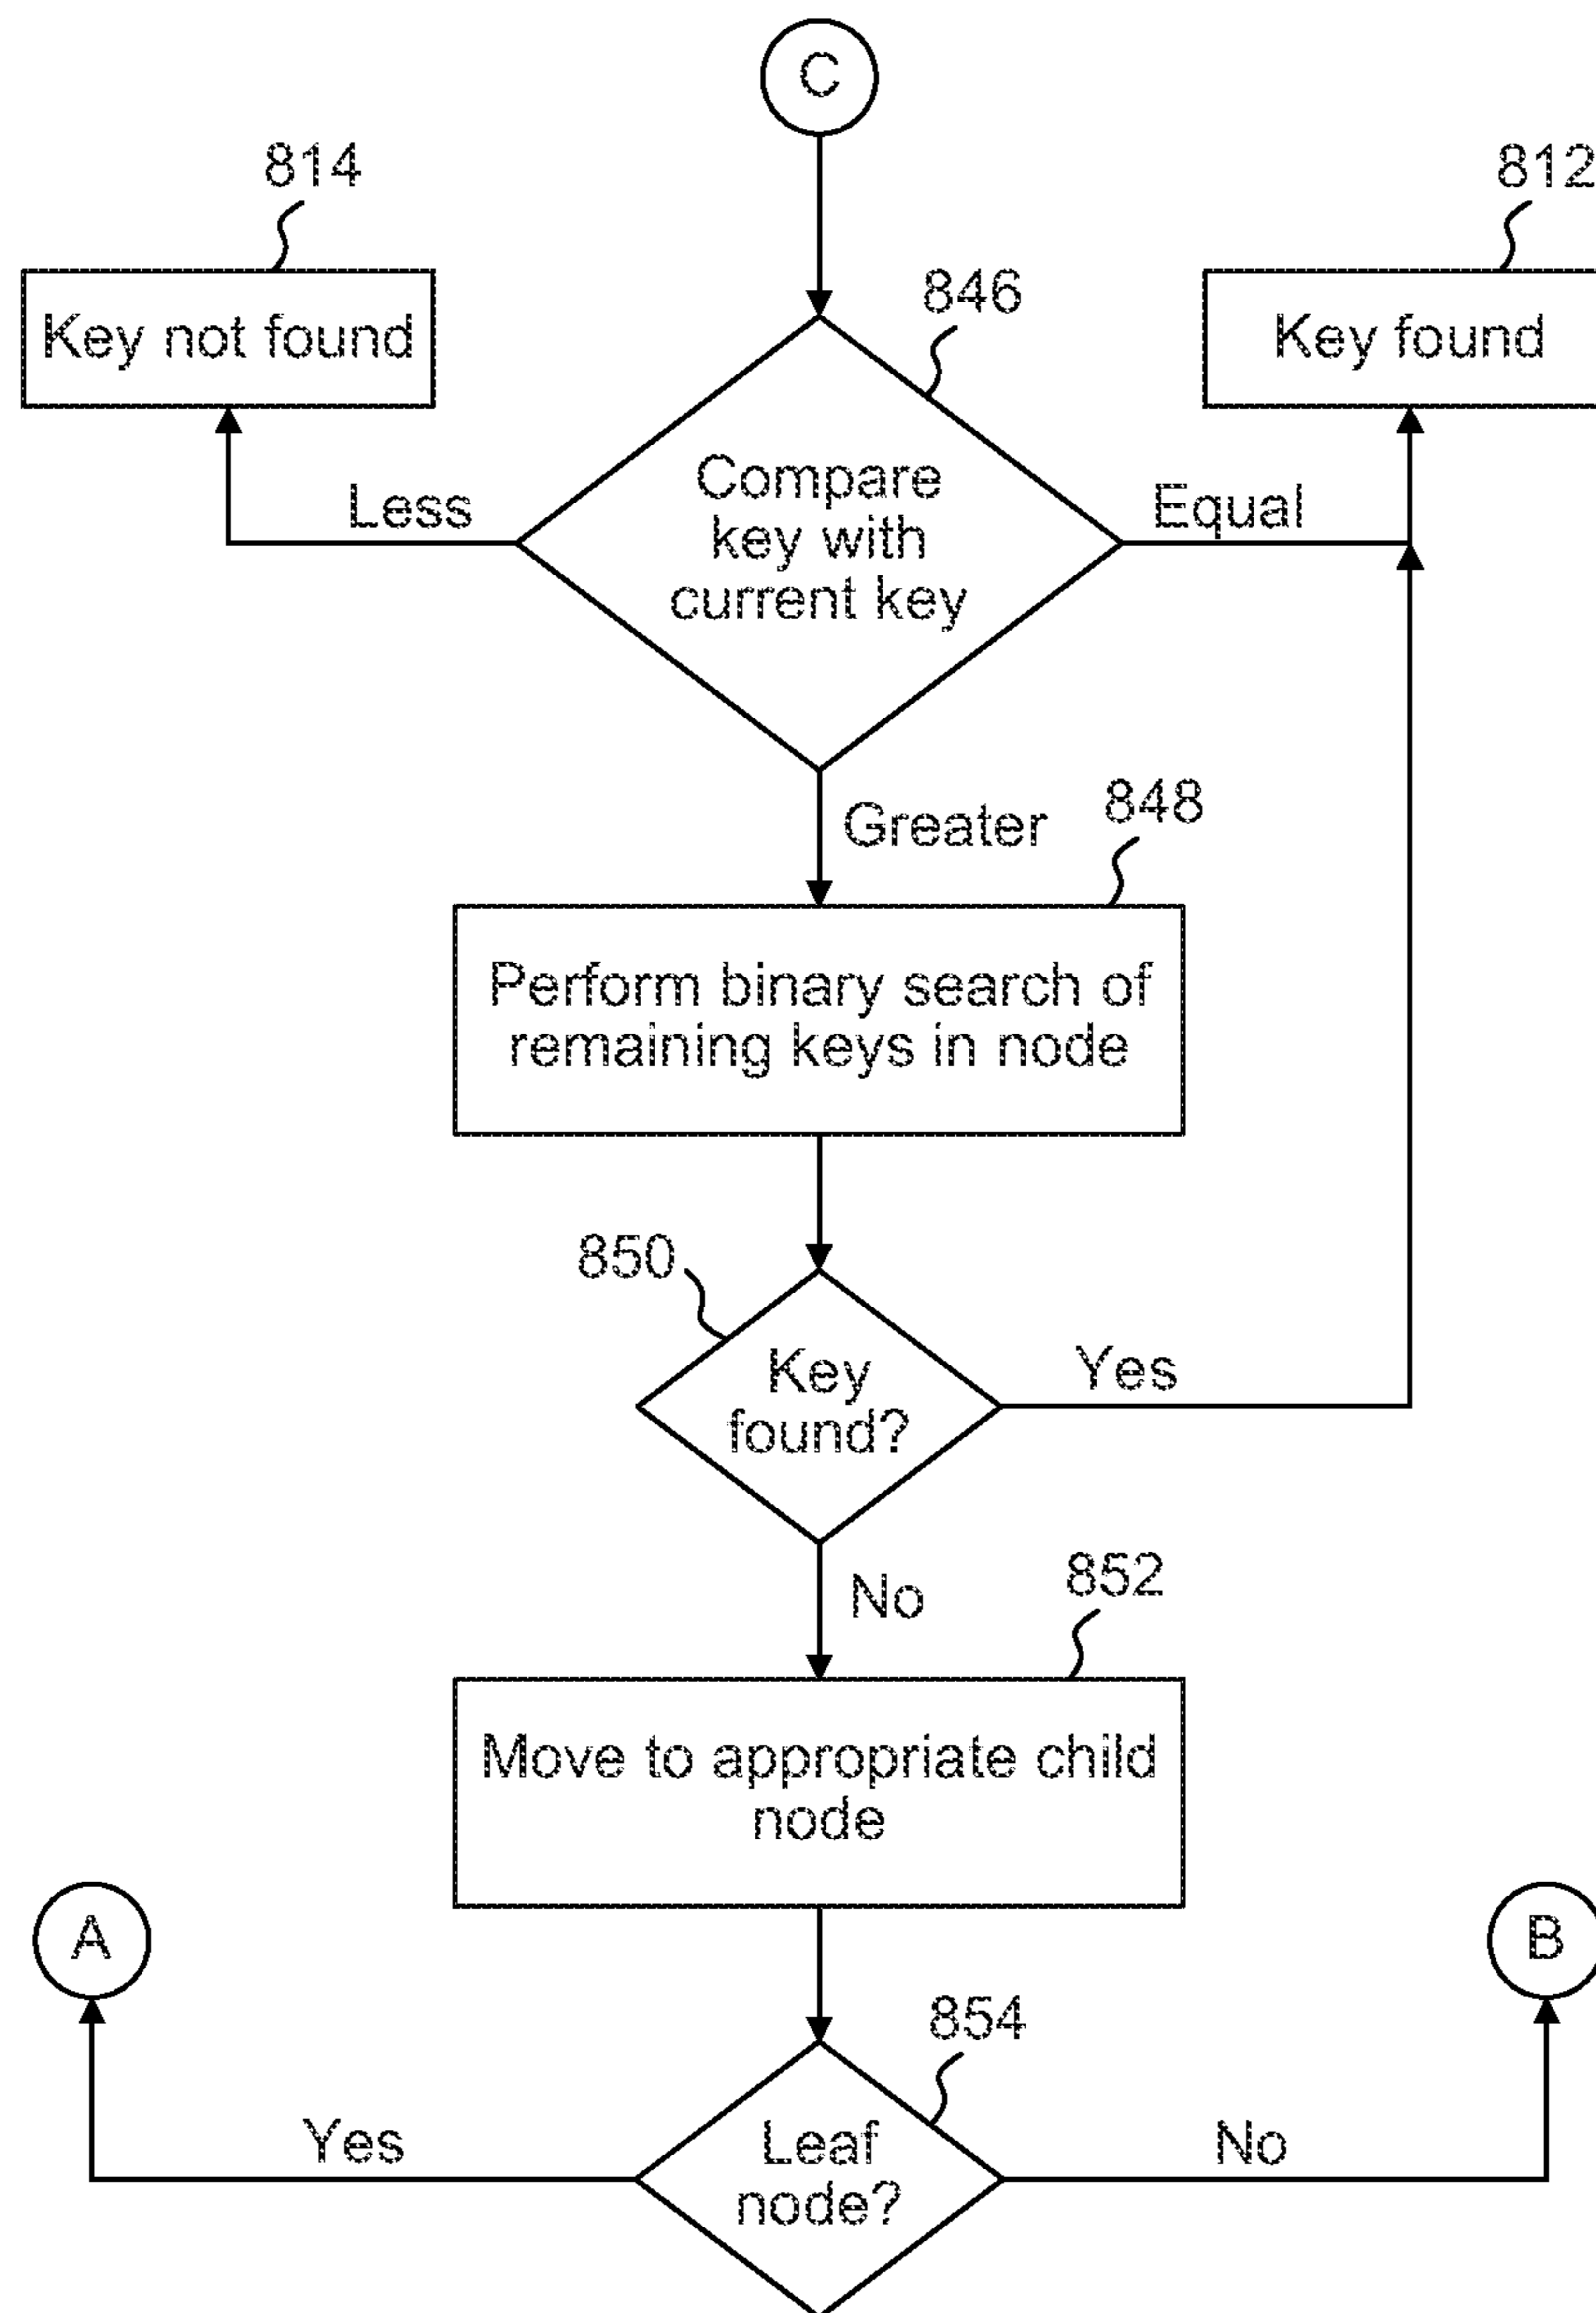 C
814
812
846
Key not found
Key found
Compare
key with
current key
Less
Equal
Greater
848
Perform binary search of
remaining keys in node
850
Key
found?
Yes
No
852
Move to appropriate child
node
A
B
854
Leaf
node?
Yes
No